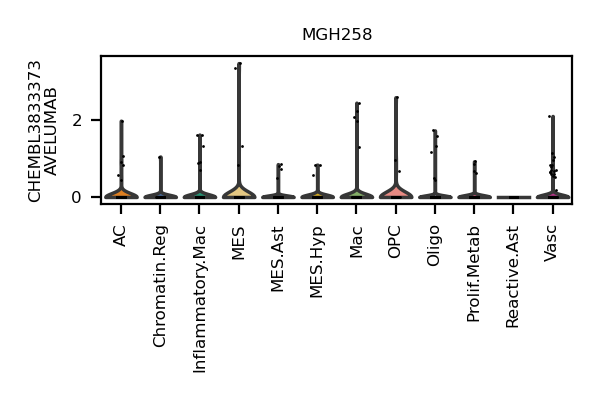 MGH258
CHEMBL3833373
AVELUMAB
2
0
AC
Chromatin.Reg
Inflammatory.Mac
MES
MES.Ast
MES.Hyp
Mac
OPC
Oligo
Prolif.Metab
Reactive.Ast
Vasc